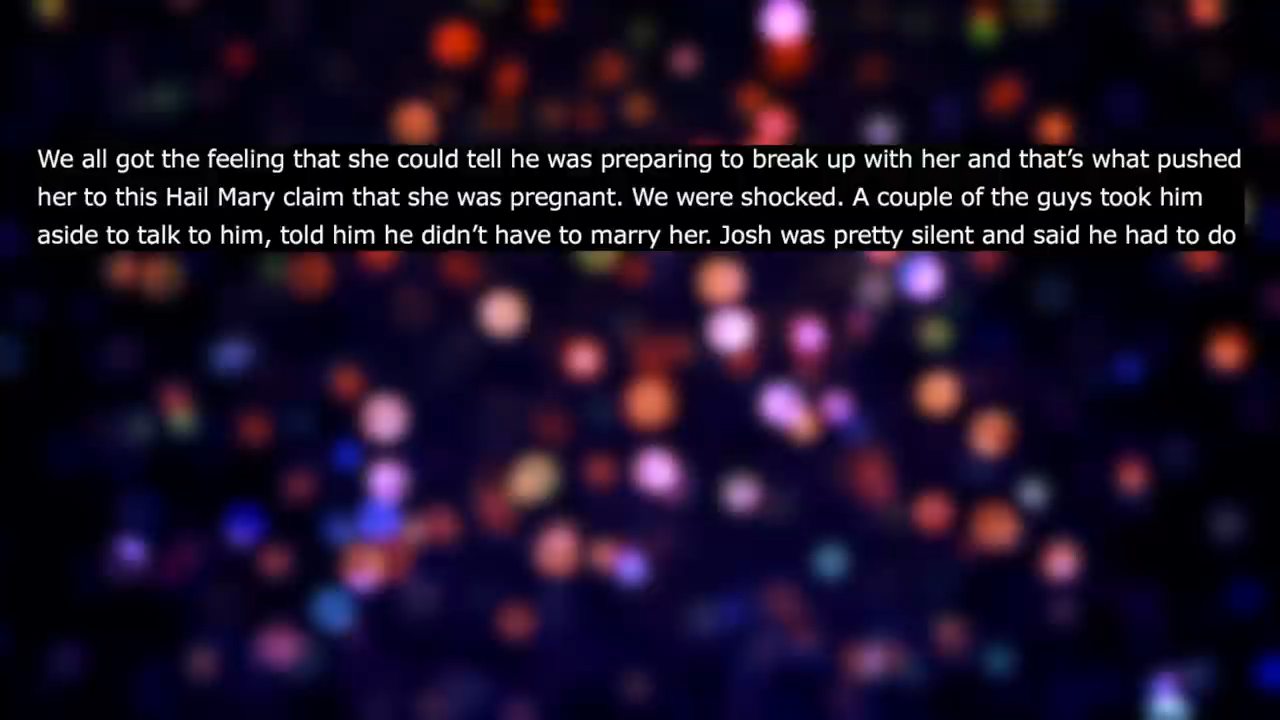 We all got the feeling that she could tell he was preparing to break up with her and that’s what pushed
her to this Hail Mary claim that she was pregnant. We were shocked. A couple of the guys took him
aside to talk to him, told him he didn’t have to marry her. Josh was pretty silent and said he had to do